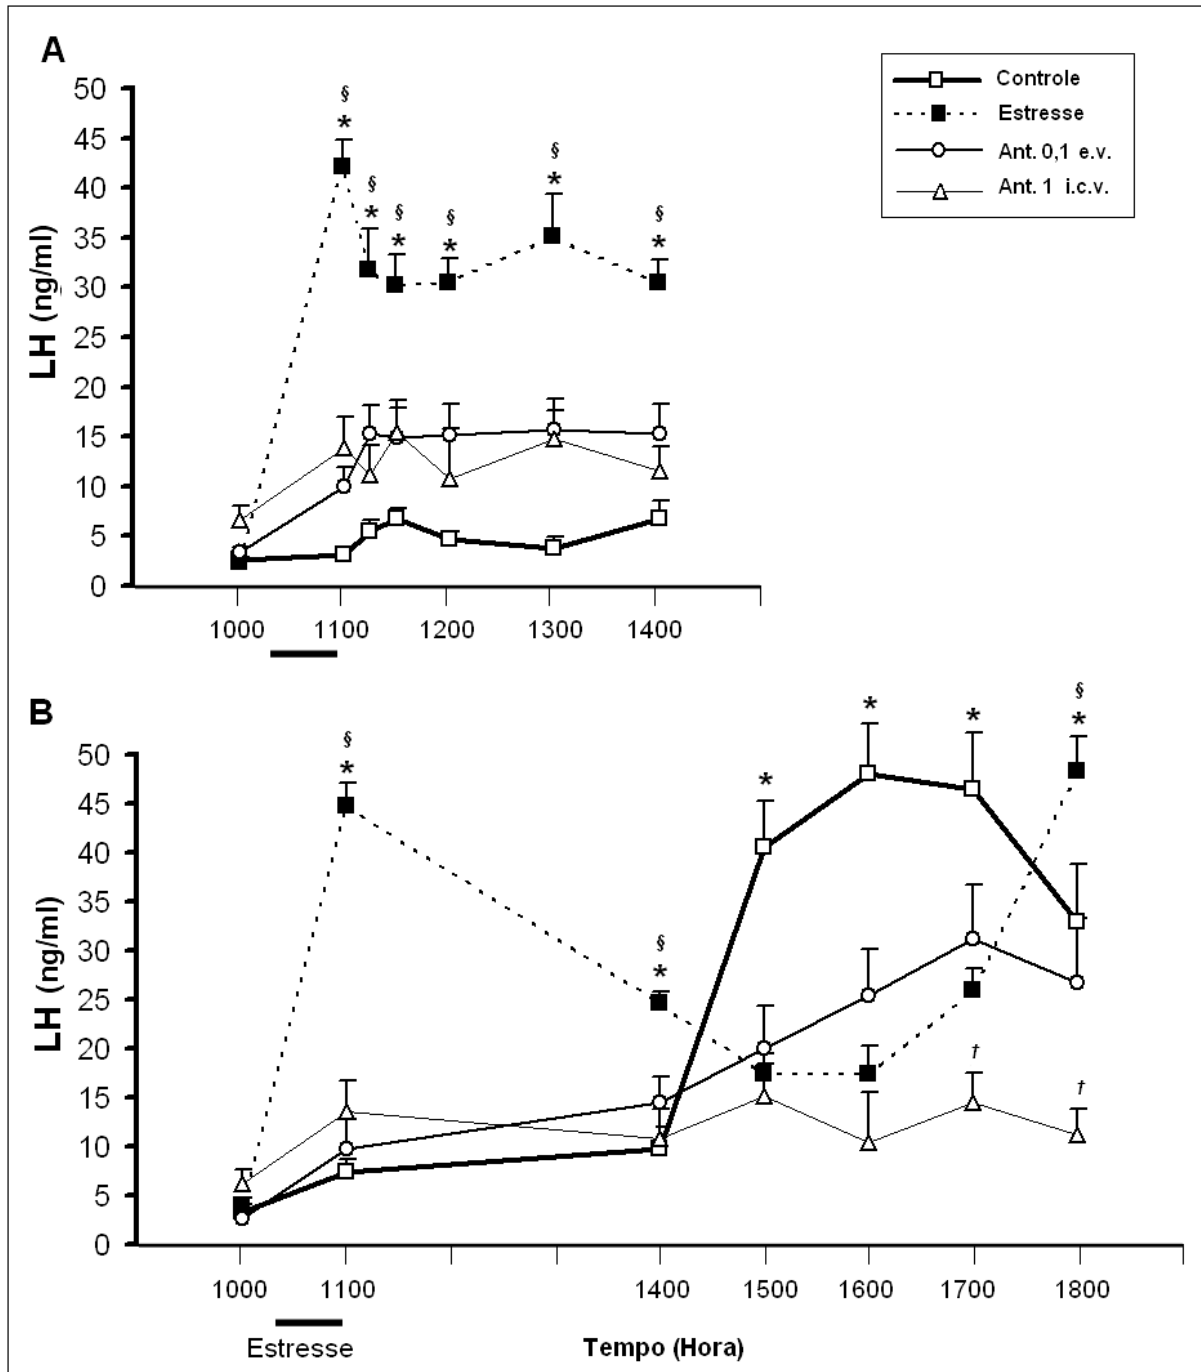 A
Controle
Estresse
Ant. 0,1 e.v.
Ant. 1 i.c.v.
50
45
40
35
30
25
20
15
10
5
0
LH (ng/ml)
§ § § § § §
* * * * * *
1000 1100 1200 1300 1400
B
50
45
40
35
30
25
20
15
10
5
0
LH (ng/ml)
§ § * * * §
* * *
† †
1000 1100 1400 1500 1600 1700 1800
Estresse Tempo (Hora)